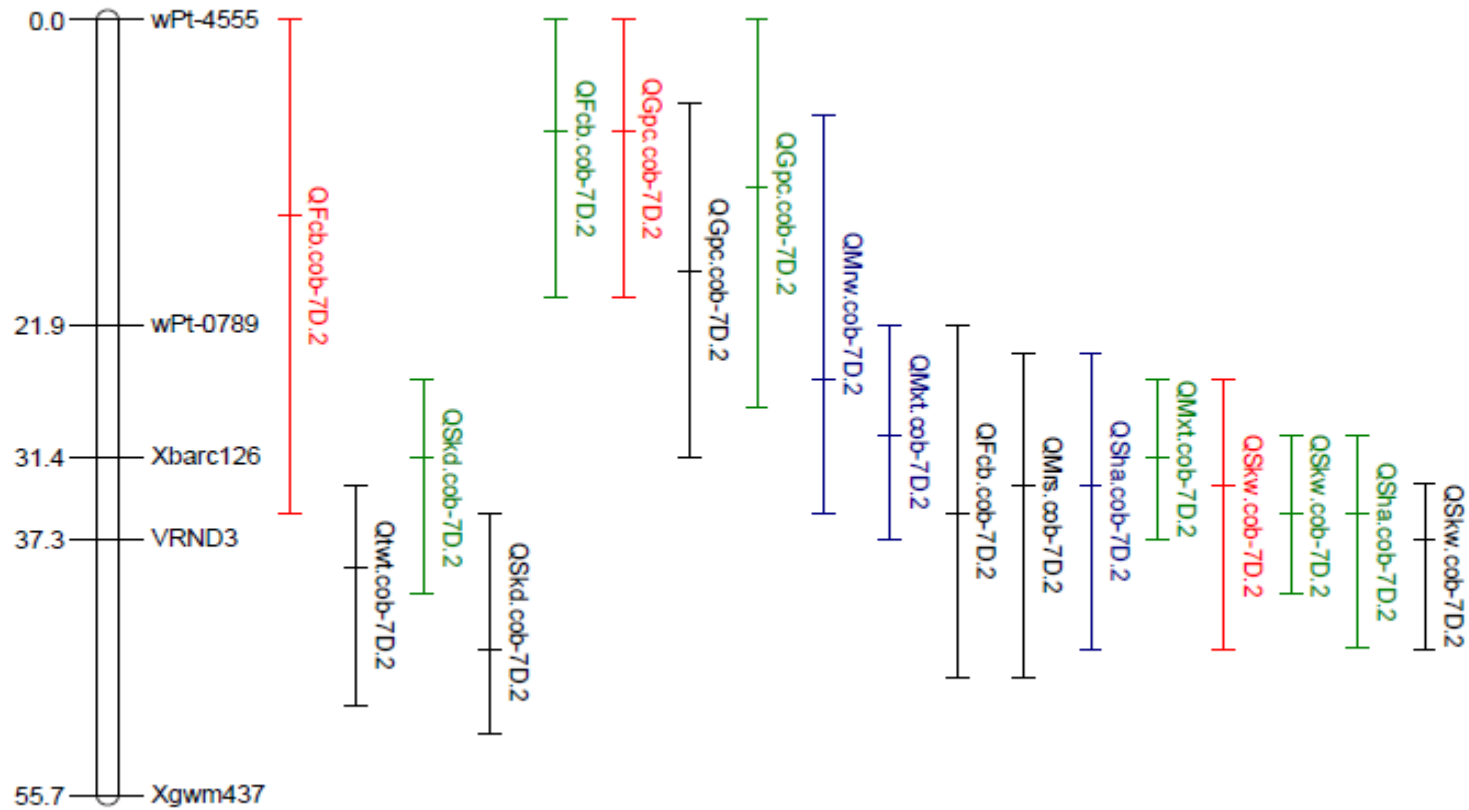 0.0 wPt-4555
21.9 wPt-0789
31.4 Xbarc126
37.3 VRND3
55.7 Xgwm437
QFcb.cob-7D.2
Qtwt.cob-7D.2
QSkd.cob-7D.2
QSkd.cob-7D.2
QFcb.cob-7D.2
QGpc.cob-7D.2
QGpc.cob-7D.2
QGpc.cob-7D.2
QMrw.cob-7D.2
QMxt.cob-7D.2
QFcb.cob-7D.2
QMrs.cob-7D.2
QSha.cob-7D.2
QMxt.cob-7D.2
QSkw.cob-7D.2
QSkw.cob-7D.2
QSha.cob-7D.2
QSkw.cob-7D.2